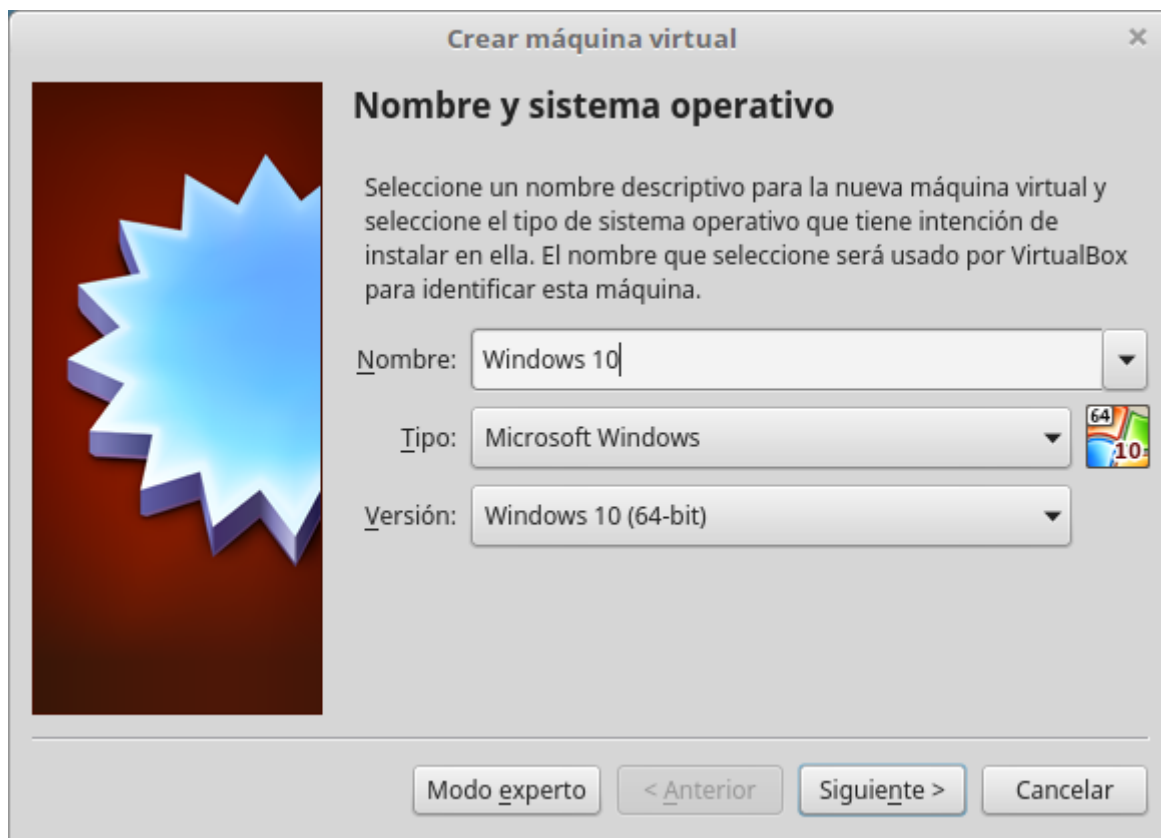 Crear máquina virtual
Nombre y sistema operativo
Seleccione un nombre descriptivo para la nueva máquina virtual y
seleccione el tipo de sistema operativo que tiene intención de
instalar en ella. El nombre que seleccione será usado por VirtualBox
para identificar esta máquina.
Nombre: Windows 10
Tipo: Microsoft Windows
64
10
Versión: Windows 10 (64-bit)
Modo experto < Anterior Siguiente > Cancelar